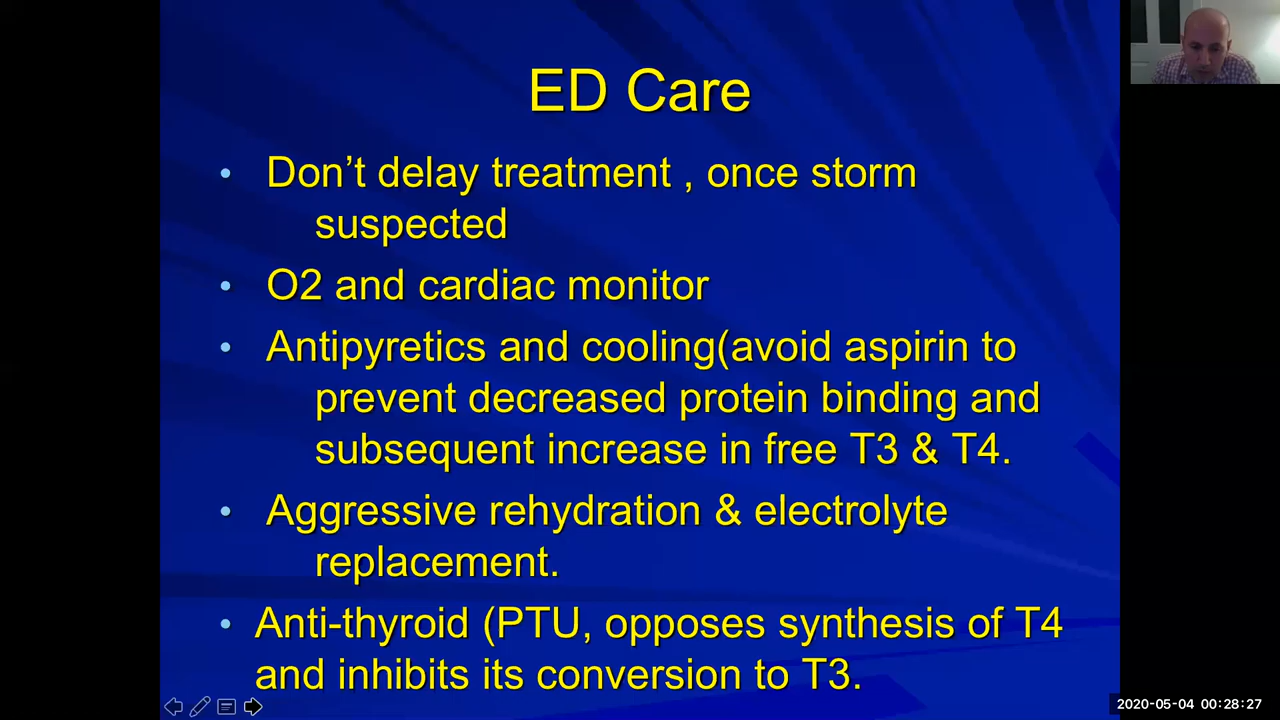 ED Care
• Don’t delay treatment , once storm
suspected
• O2 and cardiac monitor
• Antipyretics and cooling(avoid aspirin to
prevent decreased protein binding and
subsequent increase in free T3 & T4.
• Aggressive rehydration & electrolyte
replacement.
• Anti-thyroid (PTU, opposes synthesis of T4
and inhibits its conversion to T3.
2020-05-04 00:28:27